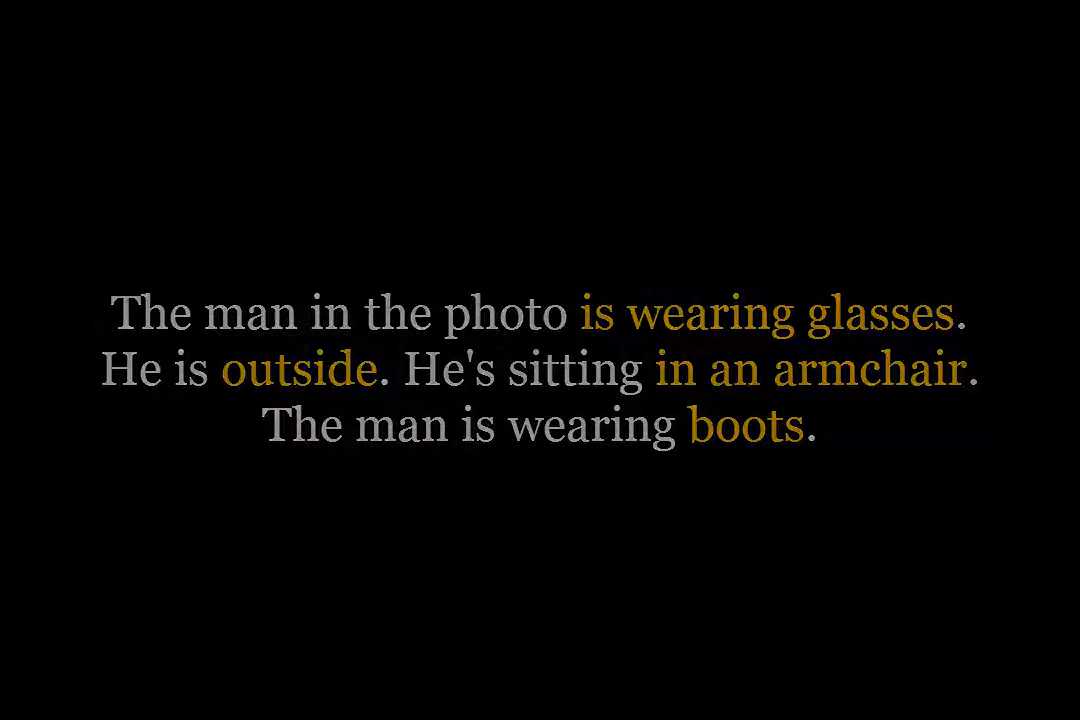 The man in the photo is wearing glasses.
He is outside. He's sitting in an armchair.
The man is wearing boots.